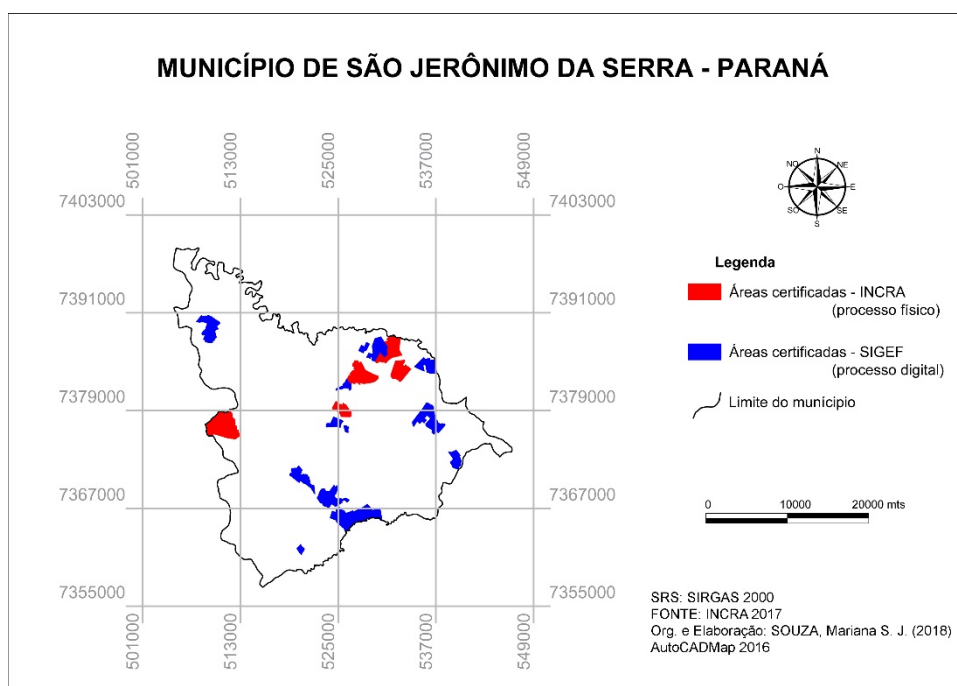 MUNICÍPIO DE SÃO JERÔNIMO DA SERRA - PARANÁ
501000 513000 525000 537000 549000
7403000 7403000
7391000 7391000
7379000 7379000
7367000 7367000
7355000 7355000
501000 513000 525000 537000 549000
N
NO NE
O E
SO SE
S
Legenda
Áreas certificadas - INCRA
(processo físico)
Áreas certificadas - SIGEF
(processo digital)
Limite do município
0 10000 20000 mts
SRS: SIRGAS 2000
FONTE: INCRA 2017
Org. e Elaboração: SOUZA, Mariana S. J. (2018)
AutoCADMap 2016